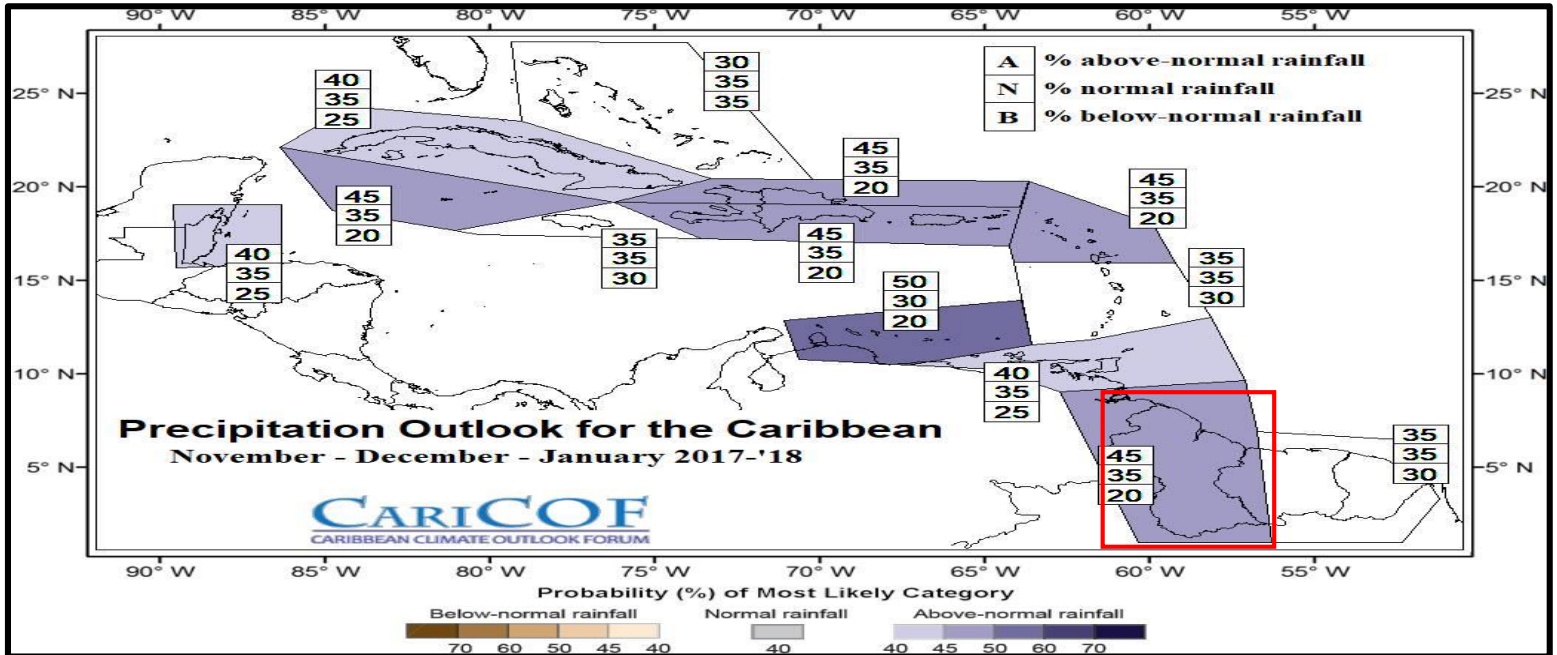 90° W 85° W 80° W 75° W 70° W 65° W 60° W 55° W
A % above-normal rainfall
N % normal rainfall
B % below-normal rainfall
30
35
35
40
35
25
25° N
25° N
45
35
20
45
35
20
20° N
20° N
45
35
20
45
35
20
35
35
30
40
35
25
35
35
30
15° N
15° N
50
30
20
10° N
10° N
40
35
25
Precipitation Outlook for the Caribbean
November - December - January 2017-'18
35
35
30
45
35
20
5° N
5° N
CARICOF
CARIBBEAN CLIMATE OUTLOOK FORUM
90° W 85° W 80° W 75° W 70° W 65° W 60° W 55° W
Probability (%) of Most Likely Category
Below-normal rainfall Normal rainfall Above-normal rainfall
70 60 50 45 40 40 40 45 50 60 70